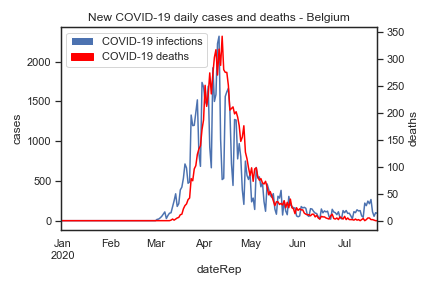 New COVID-19 daily cases and deaths - Belgium
COVID-19 infections
COVID-19 deaths
cases
2000
1500
1000
500
0
deaths
350
300
250
200
150
100
50
0
Jan Feb Mar Apr May Jun Jul
2020
dateRep